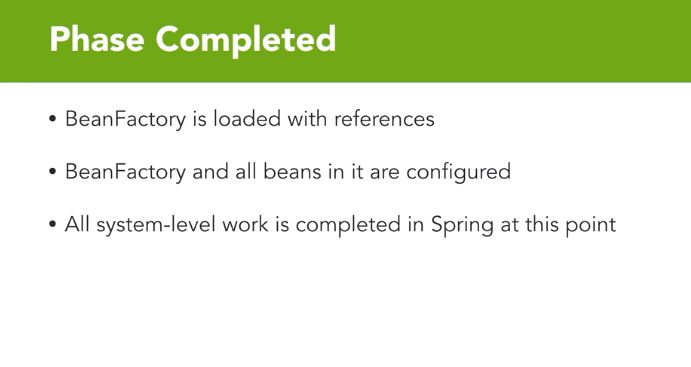 Phase Completed
• BeanFactory is loaded with references
• BeanFactory and all beans in it are configured
• All system-level work is completed in Spring at this point